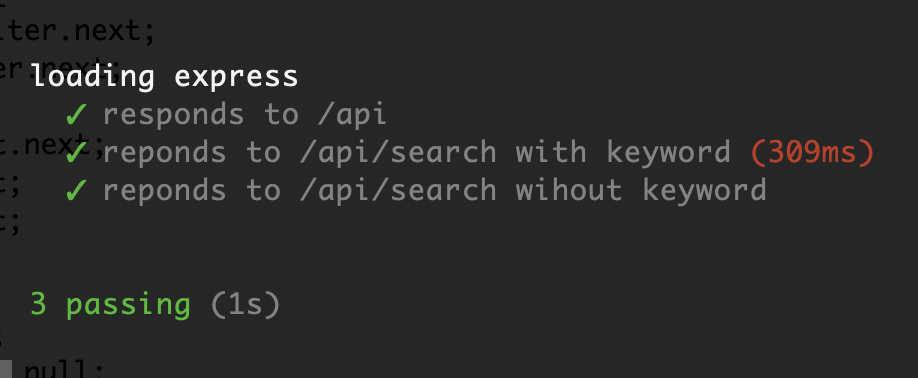 iter.next;
er.next;
loading express
✓ responds to /api
t.next;
✓ reponds to /api/search with keyword (309ms)
t;
✓ reponds to /api/search wihout keyword
t;
3 passing (1s)
null;